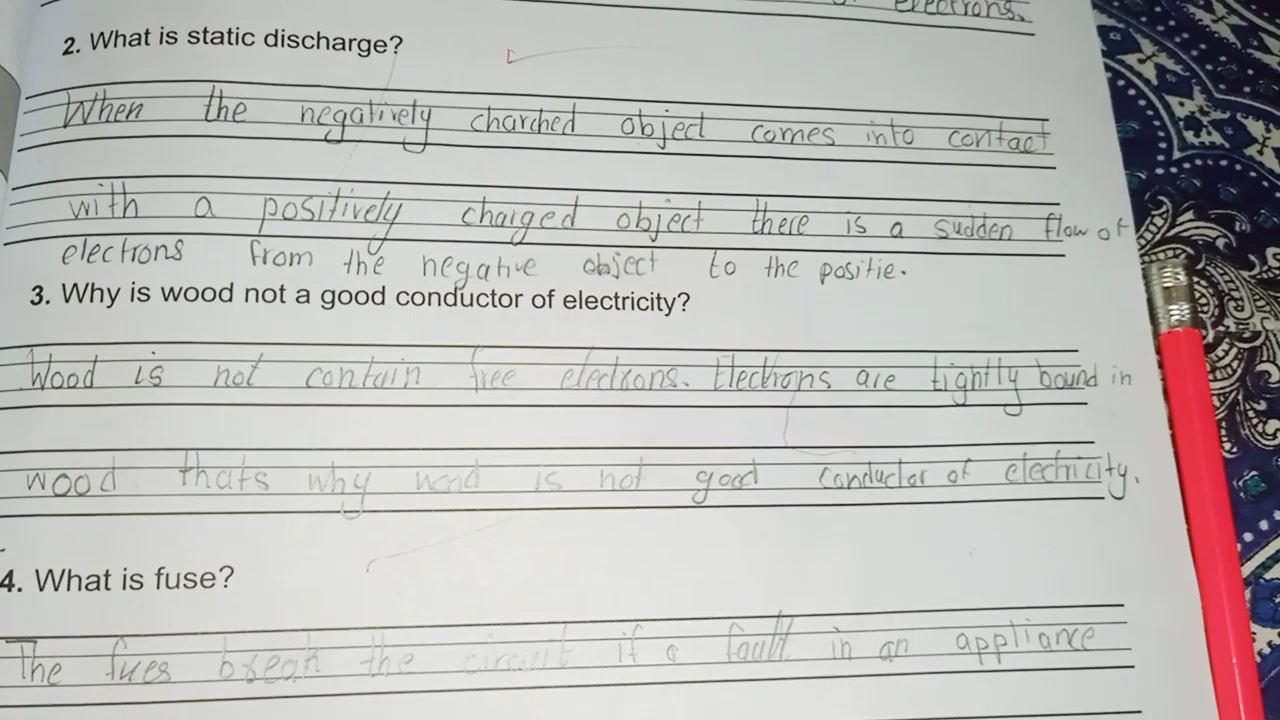 electrons.
2. What is static discharge?
When the negatively charched object comes into contact
with a positively charged object there is a sudden flow of
electrons from the negative object to the positie.
3. Why is wood not a good conductor of electricity?
Wood is not contain free electrons. Electrons are tightly bound in
wood thats why wood is not good conductor of electricity.
4. What is fuse?
The fues break the circuit if a fault in an appliance